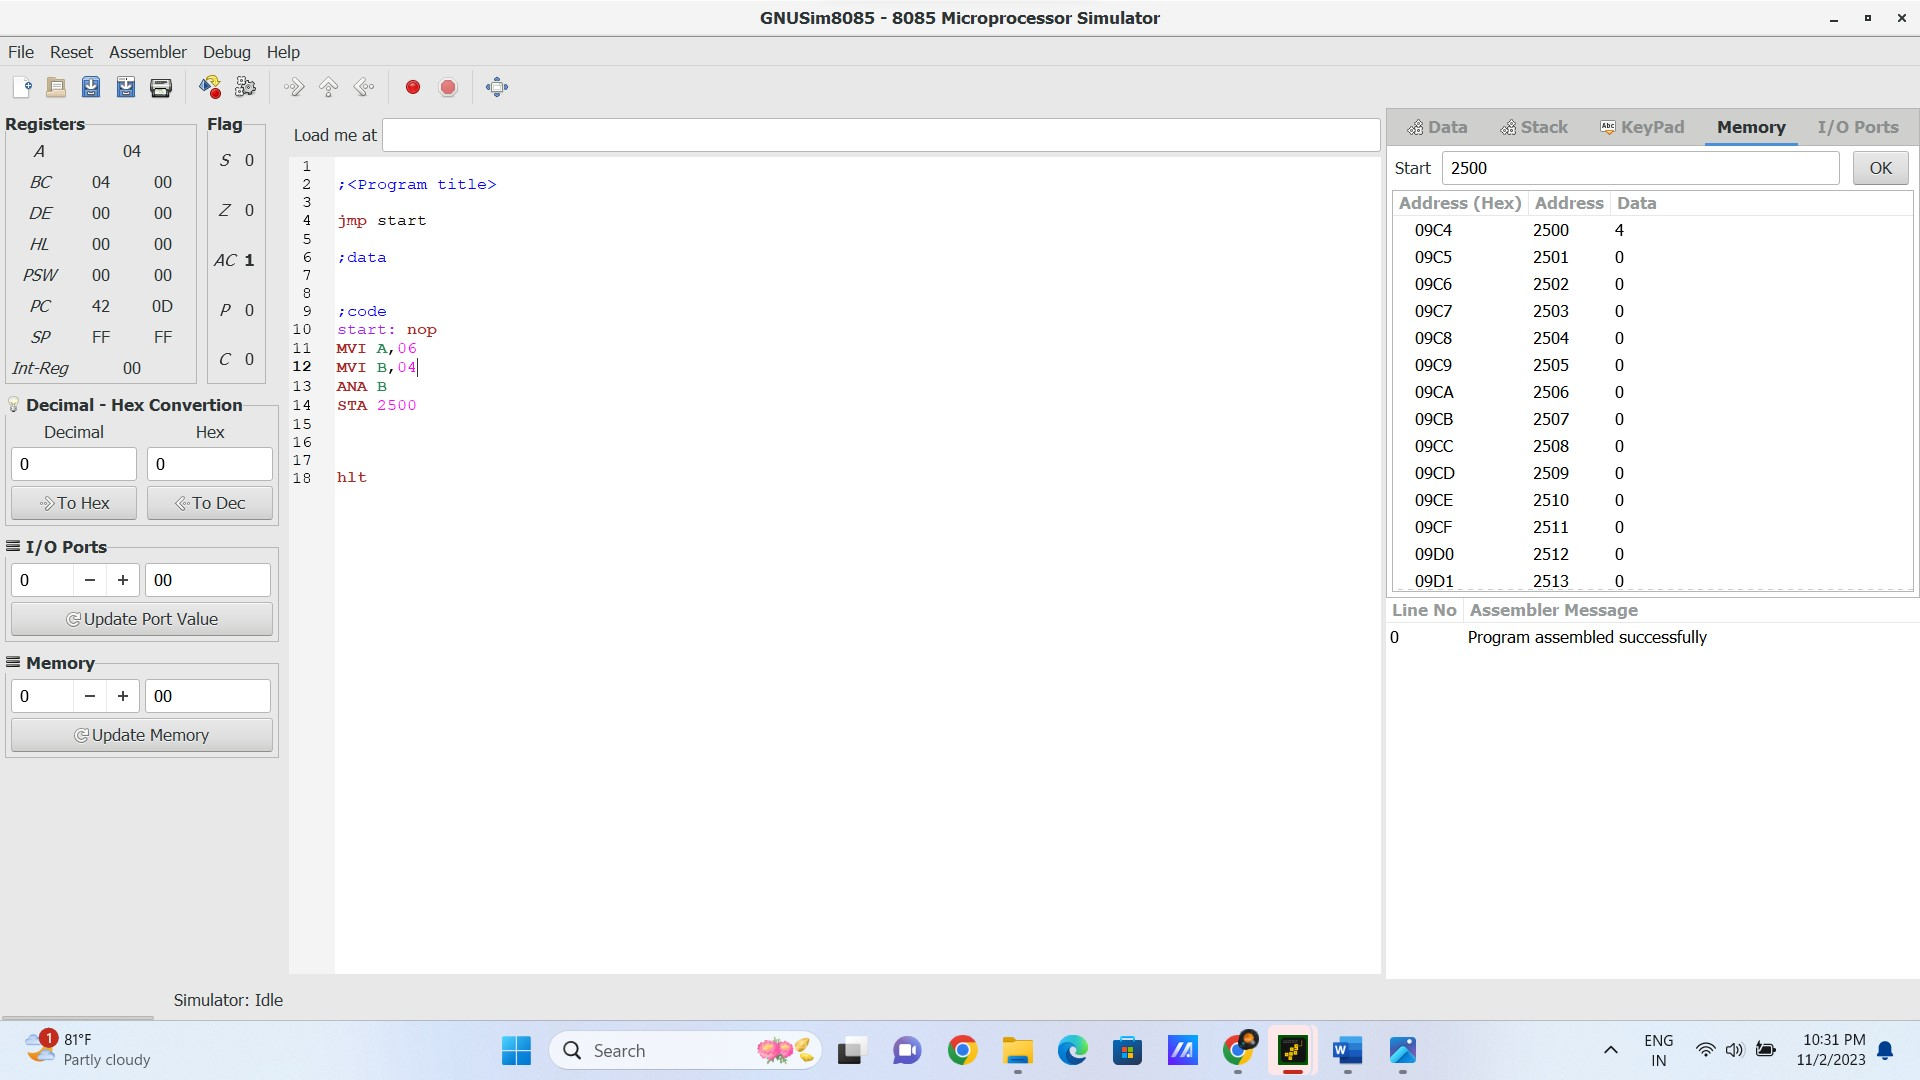 GNUSim8085 - 8085 Microprocessor Simulator
File Reset Assembler Debug Help
Registers
A 04
BC 04 00
DE 00 00
HL 00 00
PSW 00 00
PC 42 0D
SP FF FF
Int-Reg 00
Flag
S 0
Z 0
AC 1
P 0
C 0
Decimal - Hex Convertion
Decimal Hex
0 0
To Hex To Dec
I/O Ports
0 − + 00
Update Port Value
Memory
0 − + 00
Update Memory
Load me at
1
2 ;<Program title>
3
4 jmp start
5
6 ;data
7
8
9 ;code
10 start: nop
11 MVI A,06
12 MVI B,04
13 ANA B
14 STA 2500
15
16
17
18 hlt
Data Stack Abc KeyPad Memory I/O Ports
Start 2500 OK
Address (Hex) Address Data
09C4 2500 4
09C5 2501 0
09C6 2502 0
09C7 2503 0
09C8 2504 0
09C9 2505 0
09CA 2506 0
09CB 2507 0
09CC 2508 0
09CD 2509 0
09CE 2510 0
09CF 2511 0
09D0 2512 0
09D1 2513 0
Line No Assembler Message
0 Program assembled successfully
Simulator: Idle
1 81°F
Partly cloudy
Search
W
ENG
IN
10:31 PM
11/2/2023